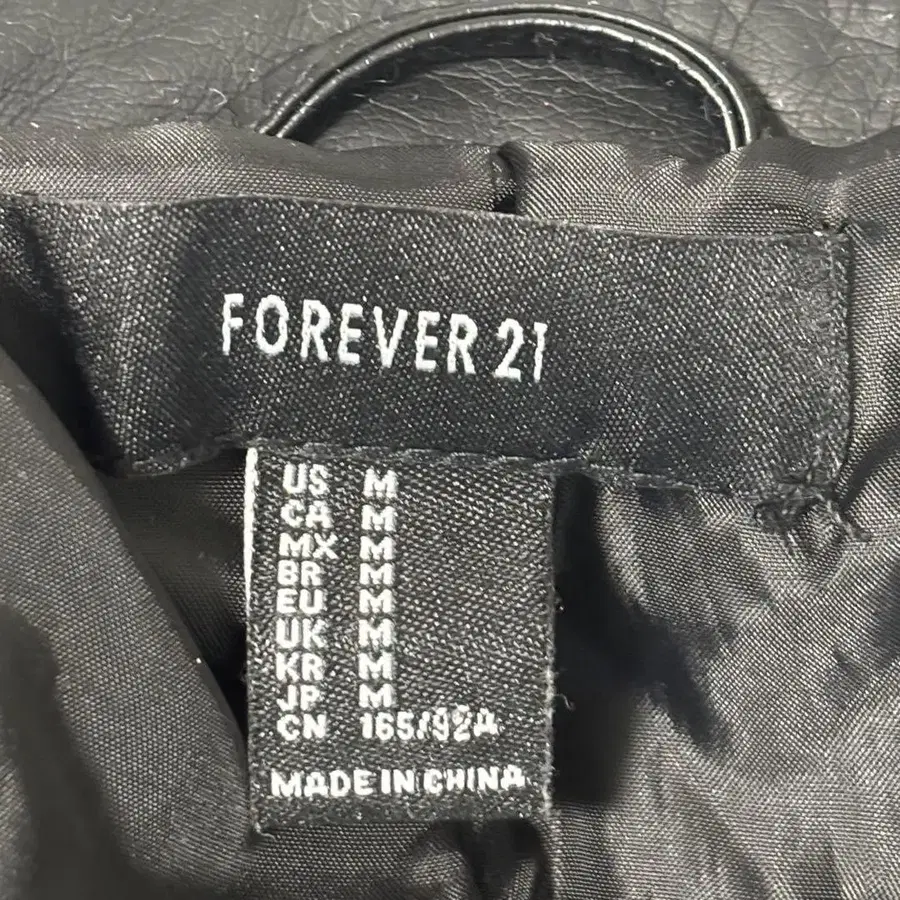 FOREVER 21
US M
CA M
MX M
BR M
EU M
UK M
KR M
JP M
CN 165/92A
MADE IN CHINA